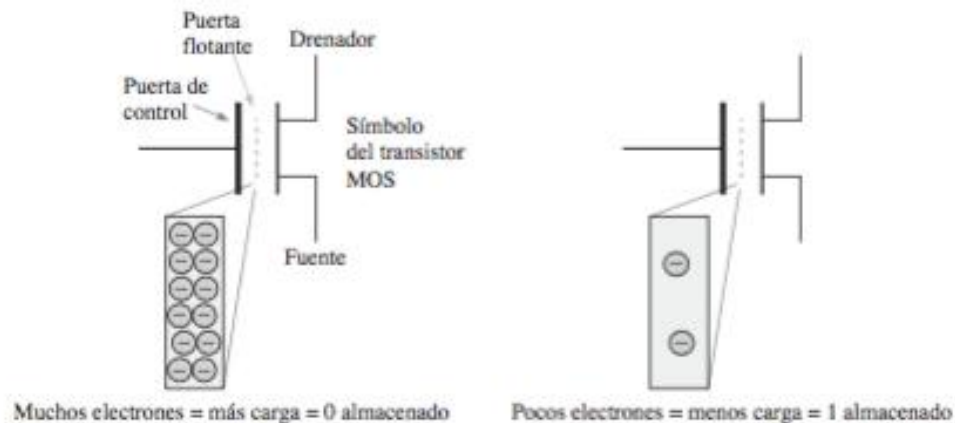 Puerta
flotante
Drenador
Puerta de
control
Símbolo
del transistor
MOS
Fuente
Muchos electrones = más carga = 0 almacenado
Pocos electrones = menos carga = 1 almacenado